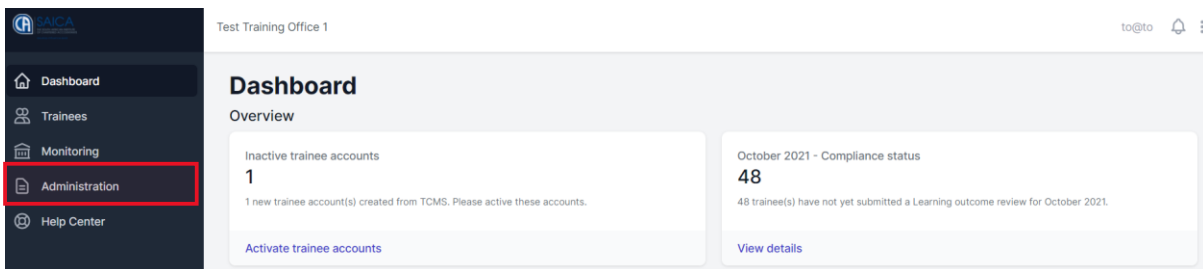 SAICA
Test Training Office 1
to@to
Dashboard
Trainees
Monitoring
Administration
Help Center
Dashboard
Overview
Inactive trainee accounts
1
1 new trainee account(s) created from TCMS. Please active these accounts.
Activate trainee accounts
October 2021 - Compliance status
48
48 trainee(s) have not yet submitted a Learning outcome review for October 2021.
View details